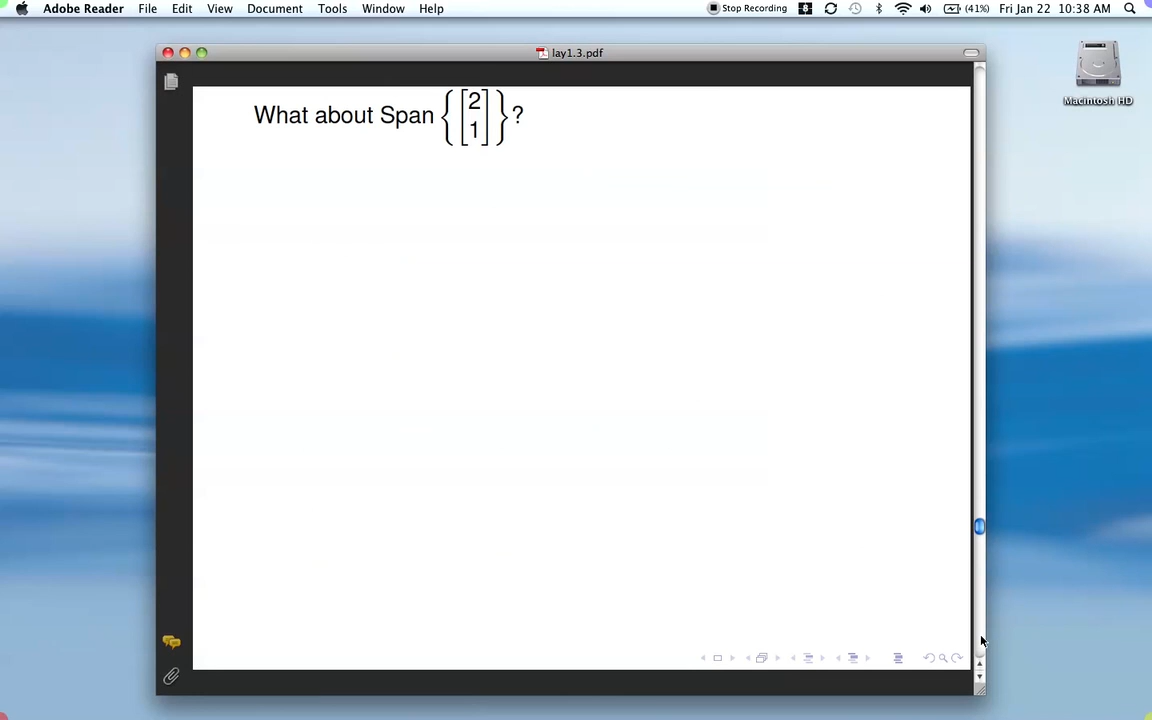 Adobe Reader File Edit View Document Tools Window Help Stop Recording (41%) Fri Jan 22 10:38 AM
lay1.3.pdf
Macintosh HD
What about Span {[2
1]}?